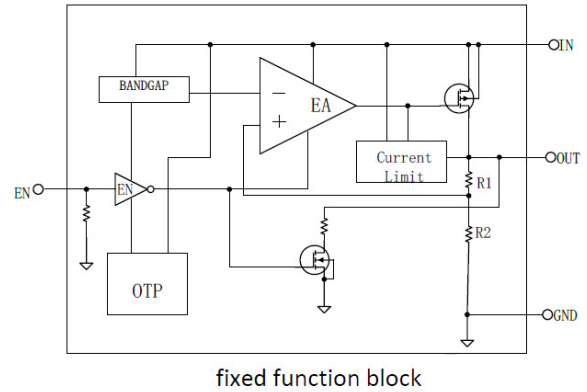 IN
BANDGAP
−
EA
+
OUT
Current
Limit
R1
EN
EN
R2
OTP
GND
fixed function block